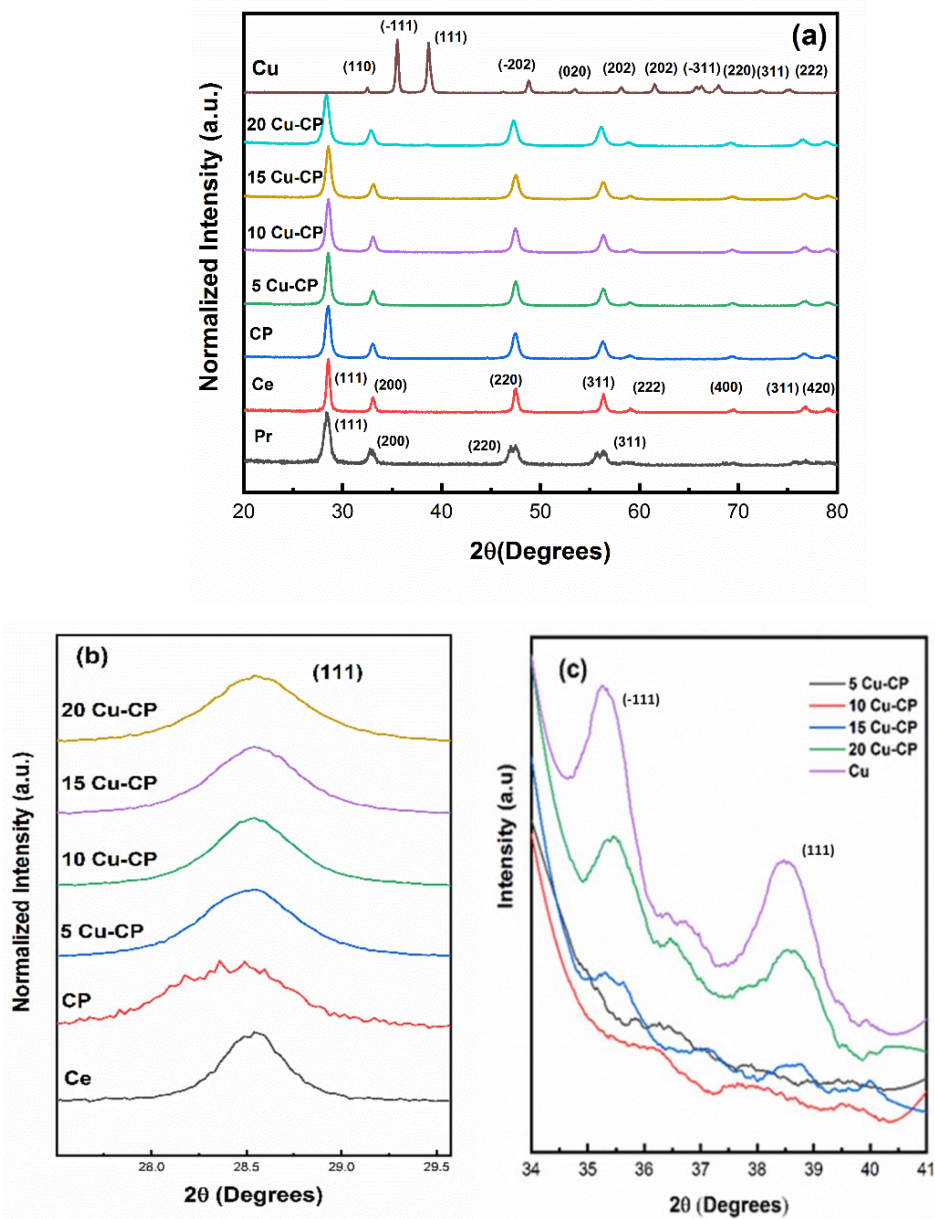 (a)
(-111)
(111)
Cu
(110)
(-202)
(020)
(202)
(202)
(-311)
(220)
(311)
(222)
20 Cu-CP
15 Cu-CP
10 Cu-CP
5 Cu-CP
CP
Ce
(111)
(200)
(220)
(311)
(222)
(400)
(311)
(420)
Pr
(111)
(200)
(220)
(311)
Normalized Intensity (a.u.)
20 30 40 50 60 70 80
2θ(Degrees)
(b)
(111)
20 Cu-CP
15 Cu-CP
10 Cu-CP
5 Cu-CP
CP
Ce
Normalized Intensity (a.u.)
28.0 28.5 29.0 29.5
2θ (Degrees)
(c)
(-111)
(111)
5 Cu-CP
10 Cu-CP
15 Cu-CP
20 Cu-CP
Cu
Intensity (a.u)
34 35 36 37 38 39 40 41
2θ (Degrees)